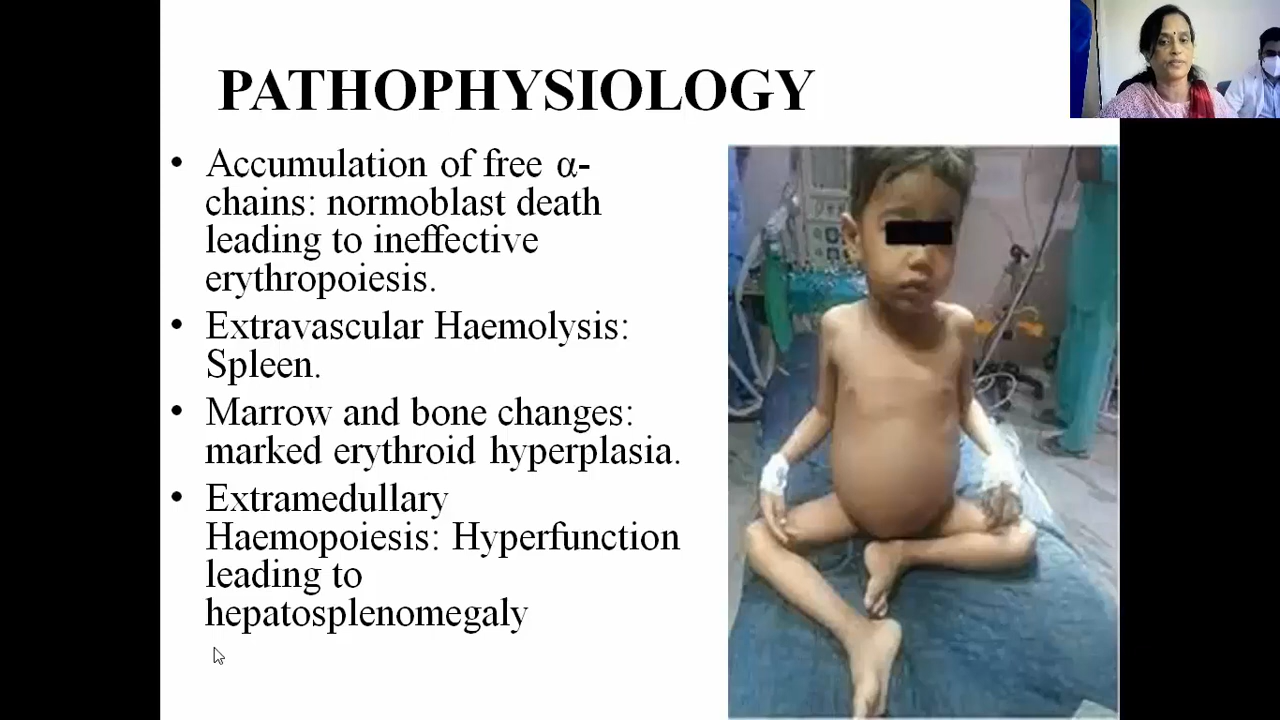 PATHOPHYSIOLOGY
• Accumulation of free α-
chains: normoblast death
leading to ineffective
erythropoiesis.
• Extravascular Haemolysis:
Spleen.
• Marrow and bone changes:
marked erythroid hyperplasia.
• Extramedullary
Haemopoiesis: Hyperfunction
leading to
hepatosplenomegaly